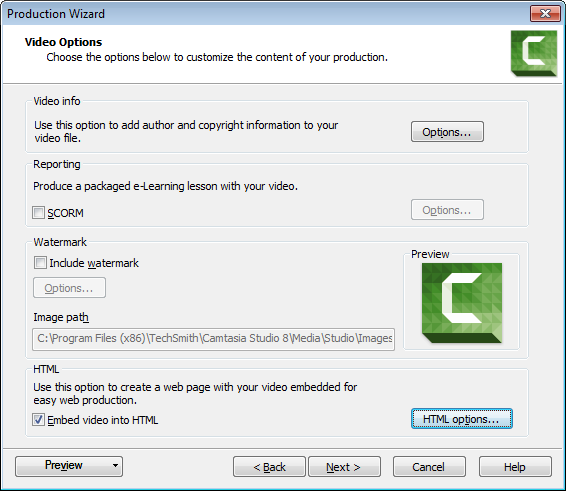 Production Wizard
Video Options
Choose the options below to customize the content of your production.
Video info
Use this option to add author and copyright information to your
video file.
Options...
Reporting
Produce a packaged e-Learning lesson with your video.
SCORM
Options...
Watermark
Include watermark
Preview
Options...
Image path
C:\Program Files (x86)\TechSmith\Camtasia Studio 8\Media\Studio\Images
HTML
Use this option to create a web page with your video embedded for
easy web production.
Embed video into HTML
HTML options...
Preview
< Back
Next >
Cancel
Help